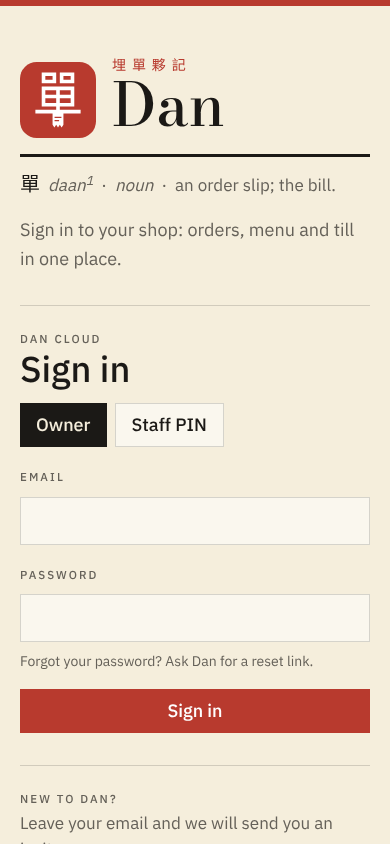 單
埋單夥記
Dan
單 daan1 · noun · an order slip; the bill.
Sign in to your shop: orders, menu and till
in one place.
DAN CLOUD
Sign in
Owner Staff PIN
EMAIL
PASSWORD
Forgot your password? Ask Dan for a reset link.
Sign in
NEW TO DAN?
Leave your email and we will send you an